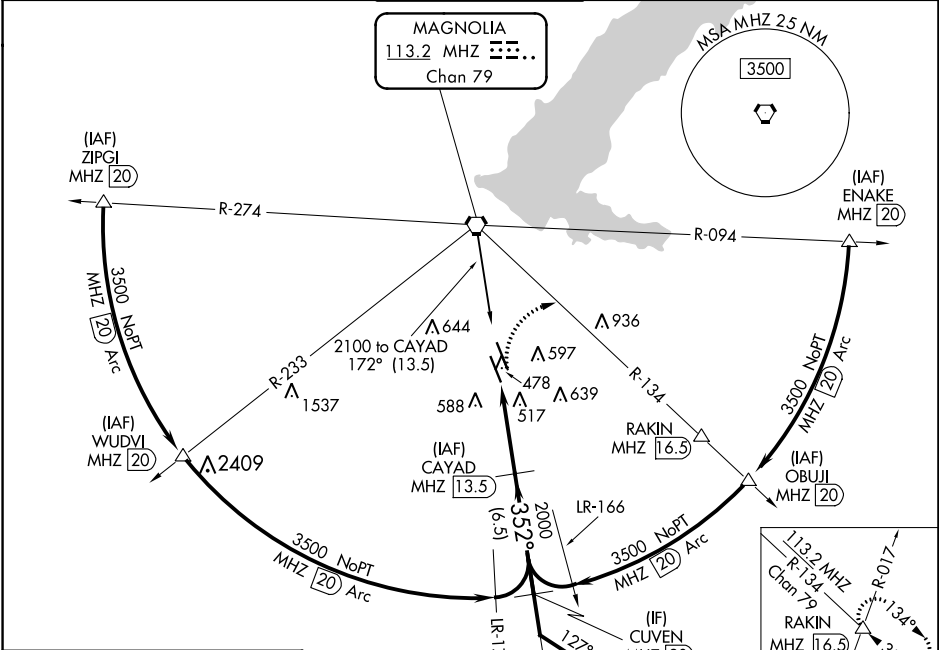 MAGNOLIA
113.2 MHZ
Chan 79
MSA MHZ 25 NM
3500
(IAF)
ZIPGI
MHZ 20
(IAF)
ENAKE
MHZ 20
R-274
R-094
3500 NoPT
MHZ 20 Arc
3500 NoPT
MHZ 20 Arc
644
936
2100 to CAYAD
172° (13.5)
597
R-233
R-134
478
1537
588
517
639
(IAF)
WUDVI
MHZ 20
2409
(IAF)
CAYAD
MHZ 13.5
RAKIN
MHZ 16.5
(IAF)
OBUJI
MHZ 20
352°
(6.5)
2000
LR-166
3500 NoPT
MHZ 20 Arc
3500 NoPT
MHZ 20 Arc
(IF)
CUVEN
127°
113.2 MHZ
R-134
Chan 79
R-017
134°
RAKIN
MHZ 16.5